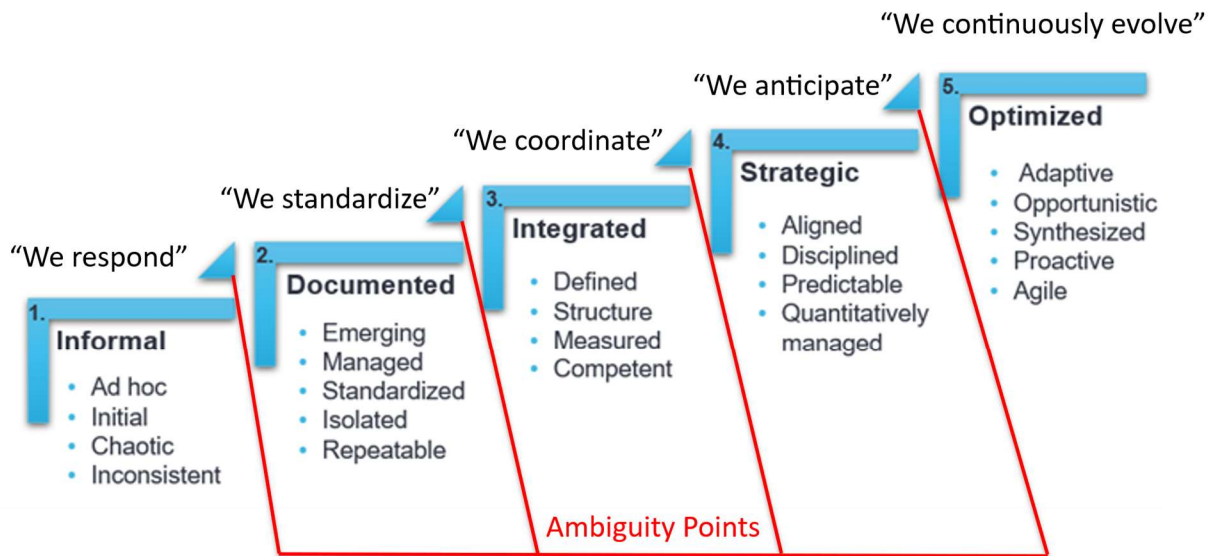 “We respond”
1.
Informal
Ad hoc
Initial
Chaotic
Inconsistent
“We standardize”
2.
Documented
Emerging
Managed
Standardized
Isolated
Repeatable
“We coordinate”
3.
Integrated
Defined
Structure
Measured
Competent
“We anticipate”
4.
Strategic
Aligned
Disciplined
Predictable
Quantitatively
managed
“We continuously evolve”
5.
Optimized
Adaptive
Opportunistic
Synthesized
Proactive
Agile
Ambiguity Points